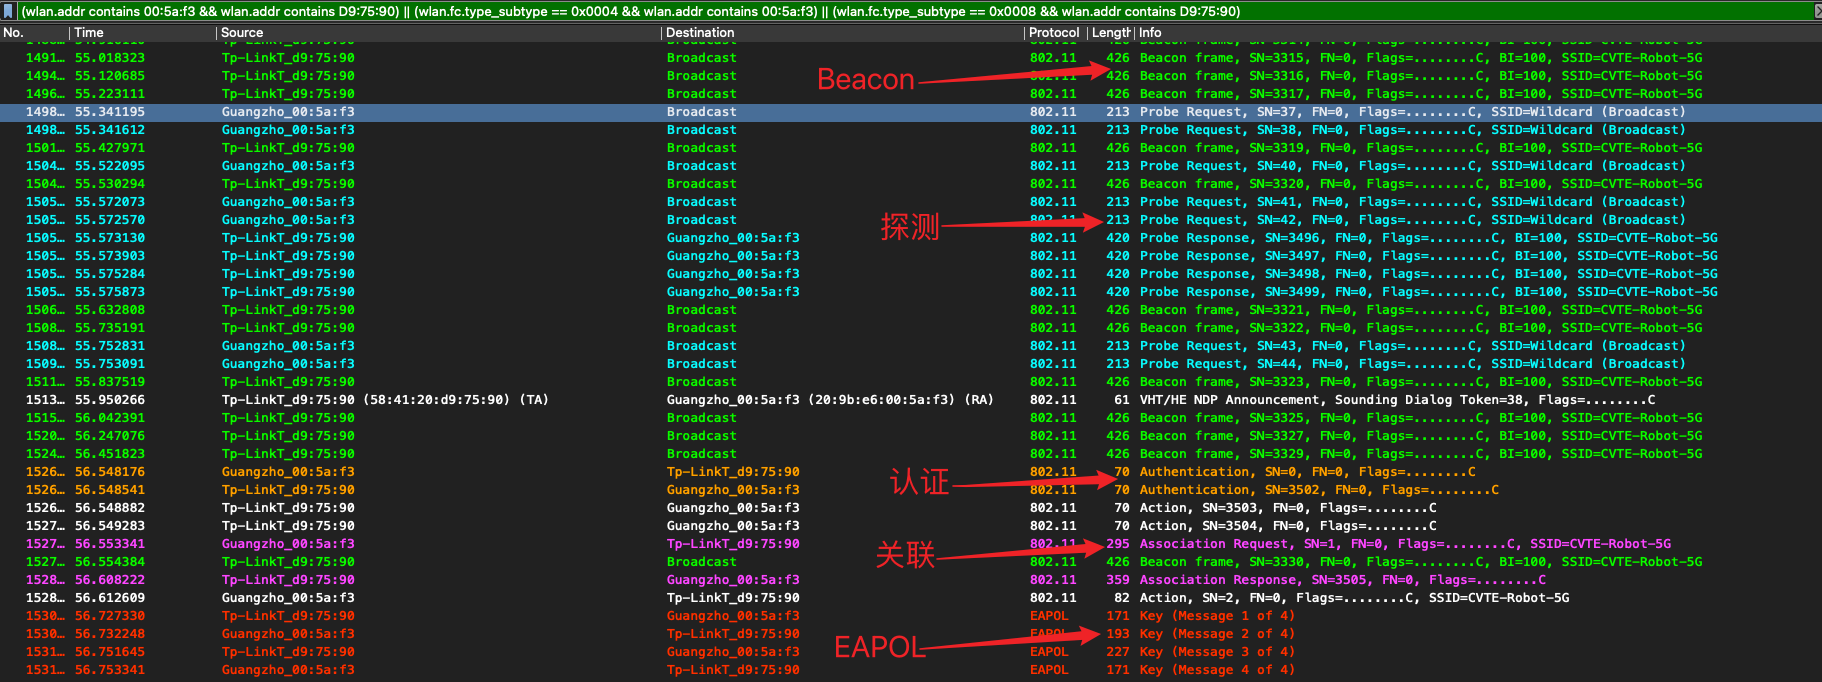 (wlan.addr contains 00:5a:f3 && wlan.addr contains D9:75:90) || (wlan.fc.type_subtype == 0x0004 && wlan.addr contains 00:5a:f3) || (wlan.fc.type_subtype == 0x0008 && wlan.addr contains D9:75:90)
No. Time Source Destination Protocol Length Info
1491… 55.018323 Tp-LinkT_d9:75:90 Broadcast 802.11 426 Beacon frame, SN=3315, FN=0, Flags=........C, BI=100, SSID=CVTE-Robot-5G
Beacon
1494… 55.120685 Tp-LinkT_d9:75:90 Broadcast 802.11 426 Beacon frame, SN=3316, FN=0, Flags=........C, BI=100, SSID=CVTE-Robot-5G
1496… 55.223111 Tp-LinkT_d9:75:90 Broadcast 802.11 426 Beacon frame, SN=3317, FN=0, Flags=........C, BI=100, SSID=CVTE-Robot-5G
1498… 55.341195 Guangzho_00:5a:f3 Broadcast 802.11 213 Probe Request, SN=37, FN=0, Flags=........C, SSID=Wildcard (Broadcast)
1498… 55.341612 Guangzho_00:5a:f3 Broadcast 802.11 213 Probe Request, SN=38, FN=0, Flags=........C, SSID=Wildcard (Broadcast)
1501… 55.427971 Tp-LinkT_d9:75:90 Broadcast 802.11 426 Beacon frame, SN=3319, FN=0, Flags=........C, BI=100, SSID=CVTE-Robot-5G
1504… 55.522095 Guangzho_00:5a:f3 Broadcast 802.11 213 Probe Request, SN=40, FN=0, Flags=........C, SSID=Wildcard (Broadcast)
1504… 55.530294 Tp-LinkT_d9:75:90 Broadcast 802.11 426 Beacon frame, SN=3320, FN=0, Flags=........C, BI=100, SSID=CVTE-Robot-5G
1505… 55.572073 Guangzho_00:5a:f3 Broadcast 802.11 213 Probe Request, SN=41, FN=0, Flags=........C, SSID=Wildcard (Broadcast)
1505… 55.572570 Guangzho_00:5a:f3 Broadcast 802.11 213 Probe Request, SN=42, FN=0, Flags=........C, SSID=Wildcard (Broadcast)
探测
1505… 55.573130 Tp-LinkT_d9:75:90 Guangzho_00:5a:f3 802.11 420 Probe Response, SN=3496, FN=0, Flags=........C, BI=100, SSID=CVTE-Robot-5G
1505… 55.573903 Tp-LinkT_d9:75:90 Guangzho_00:5a:f3 802.11 420 Probe Response, SN=3497, FN=0, Flags=........C, BI=100, SSID=CVTE-Robot-5G
1505… 55.575284 Tp-LinkT_d9:75:90 Guangzho_00:5a:f3 802.11 420 Probe Response, SN=3498, FN=0, Flags=........C, BI=100, SSID=CVTE-Robot-5G
1505… 55.575873 Tp-LinkT_d9:75:90 Guangzho_00:5a:f3 802.11 420 Probe Response, SN=3499, FN=0, Flags=........C, BI=100, SSID=CVTE-Robot-5G
1506… 55.632808 Tp-LinkT_d9:75:90 Broadcast 802.11 426 Beacon frame, SN=3321, FN=0, Flags=........C, BI=100, SSID=CVTE-Robot-5G
1508… 55.735191 Tp-LinkT_d9:75:90 Broadcast 802.11 426 Beacon frame, SN=3322, FN=0, Flags=........C, BI=100, SSID=CVTE-Robot-5G
1508… 55.752831 Guangzho_00:5a:f3 Broadcast 802.11 213 Probe Request, SN=43, FN=0, Flags=........C, SSID=Wildcard (Broadcast)
1509… 55.753091 Guangzho_00:5a:f3 Broadcast 802.11 213 Probe Request, SN=44, FN=0, Flags=........C, SSID=Wildcard (Broadcast)
1511… 55.837519 Tp-LinkT_d9:75:90 Broadcast 802.11 426 Beacon frame, SN=3323, FN=0, Flags=........C, BI=100, SSID=CVTE-Robot-5G
1513… 55.950266 Tp-LinkT_d9:75:90 (58:41:20:d9:75:90) (TA) Guangzho_00:5a:f3 (20:9b:e6:00:5a:f3) (RA) 802.11 61 VHT/HE NDP Announcement, Sounding Dialog Token=38, Flags=........C
1515… 56.042391 Tp-LinkT_d9:75:90 Broadcast 802.11 426 Beacon frame, SN=3325, FN=0, Flags=........C, BI=100, SSID=CVTE-Robot-5G
1520… 56.247076 Tp-LinkT_d9:75:90 Broadcast 802.11 426 Beacon frame, SN=3327, FN=0, Flags=........C, BI=100, SSID=CVTE-Robot-5G
1524… 56.451823 Tp-LinkT_d9:75:90 Broadcast 802.11 426 Beacon frame, SN=3329, FN=0, Flags=........C, BI=100, SSID=CVTE-Robot-5G
1526… 56.548176 Guangzho_00:5a:f3 Tp-LinkT_d9:75:90 802.11 70 Authentication, SN=0, FN=0, Flags=........C
认证
1526… 56.548541 Tp-LinkT_d9:75:90 Guangzho_00:5a:f3 802.11 70 Authentication, SN=3502, FN=0, Flags=........C
1526… 56.548882 Tp-LinkT_d9:75:90 Guangzho_00:5a:f3 802.11 70 Action, SN=3503, FN=0, Flags=........C
1527… 56.549283 Tp-LinkT_d9:75:90 Guangzho_00:5a:f3 802.11 70 Action, SN=3504, FN=0, Flags=........C
1527… 56.553341 Guangzho_00:5a:f3 Tp-LinkT_d9:75:90 802.11 295 Association Request, SN=1, FN=0, Flags=........C, SSID=CVTE-Robot-5G
关联
1527… 56.554384 Tp-LinkT_d9:75:90 Broadcast 802.11 426 Beacon frame, SN=3330, FN=0, Flags=........C, BI=100, SSID=CVTE-Robot-5G
1528… 56.608222 Tp-LinkT_d9:75:90 Guangzho_00:5a:f3 802.11 359 Association Response, SN=3505, FN=0, Flags=........C
1528… 56.612609 Guangzho_00:5a:f3 Tp-LinkT_d9:75:90 802.11 82 Action, SN=2, FN=0, Flags=........C, SSID=CVTE-Robot-5G
1530… 56.727330 Tp-LinkT_d9:75:90 Guangzho_00:5a:f3 EAPOL 171 Key (Message 1 of 4)
1530… 56.732248 Guangzho_00:5a:f3 Tp-LinkT_d9:75:90 EAPOL 193 Key (Message 2 of 4)
EAPOL
1531… 56.751645 Tp-LinkT_d9:75:90 Guangzho_00:5a:f3 EAPOL 227 Key (Message 3 of 4)
1531… 56.753341 Guangzho_00:5a:f3 Tp-LinkT_d9:75:90 EAPOL 171 Key (Message 4 of 4)